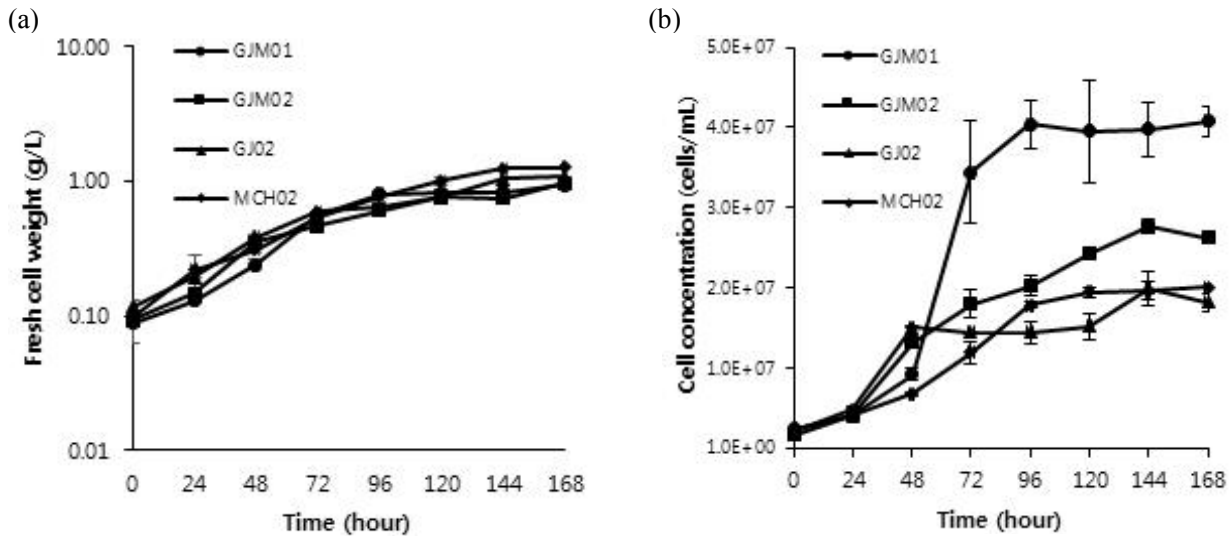 (a)
10.00
1.00
0.10
0.01
Fresh cell weight (g/L)
GJM01
GJM02
GJ02
MCH02
0 24 48 72 96 120 144 168
Time (hour)
(b)
5.0E+07
4.0E+07
3.0E+07
2.0E+07
1.0E+07
1.0E+00
Cell concentration (cells/mL)
GJM01
GJM02
GJ02
MCH02
0 24 48 72 96 120 144 168
Time (hour)